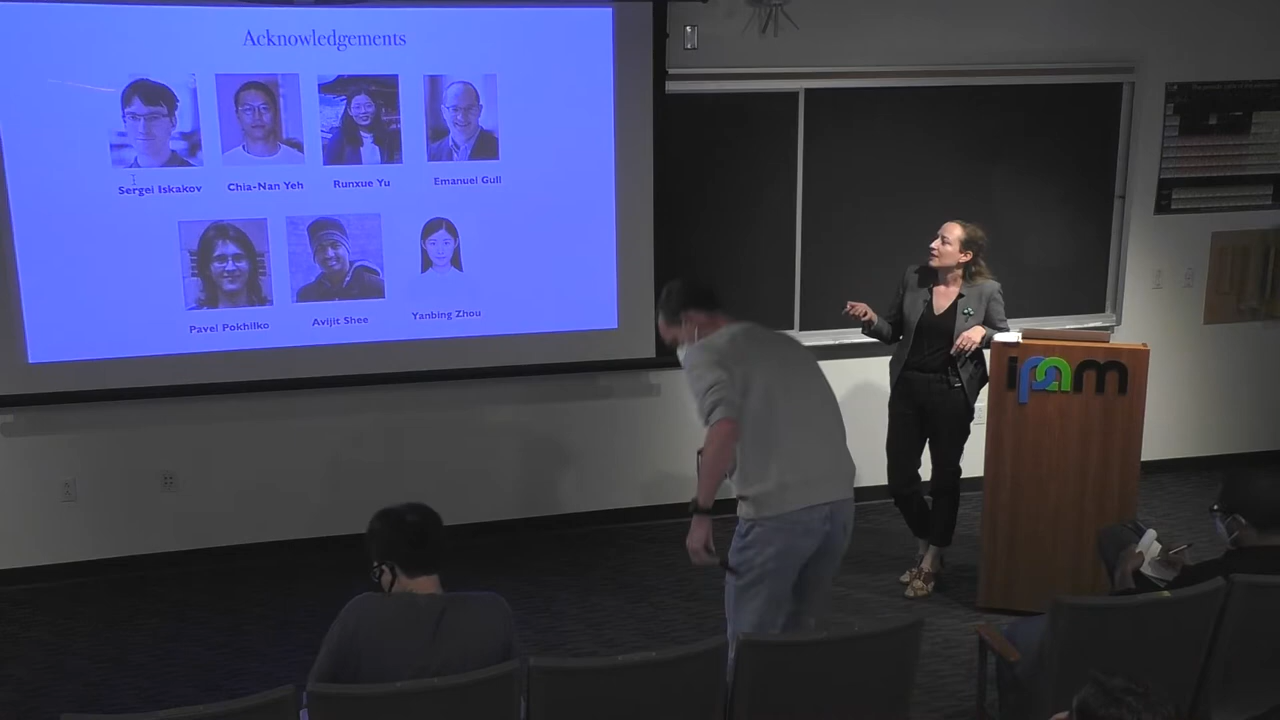 Acknowledgements
Sergei Iskakov
Chia-Nan Yeh
Runxue Yu
Emanuel Gull
Pavel Pokhilko
Avijit Shee
Yanbing Zhou
ipam